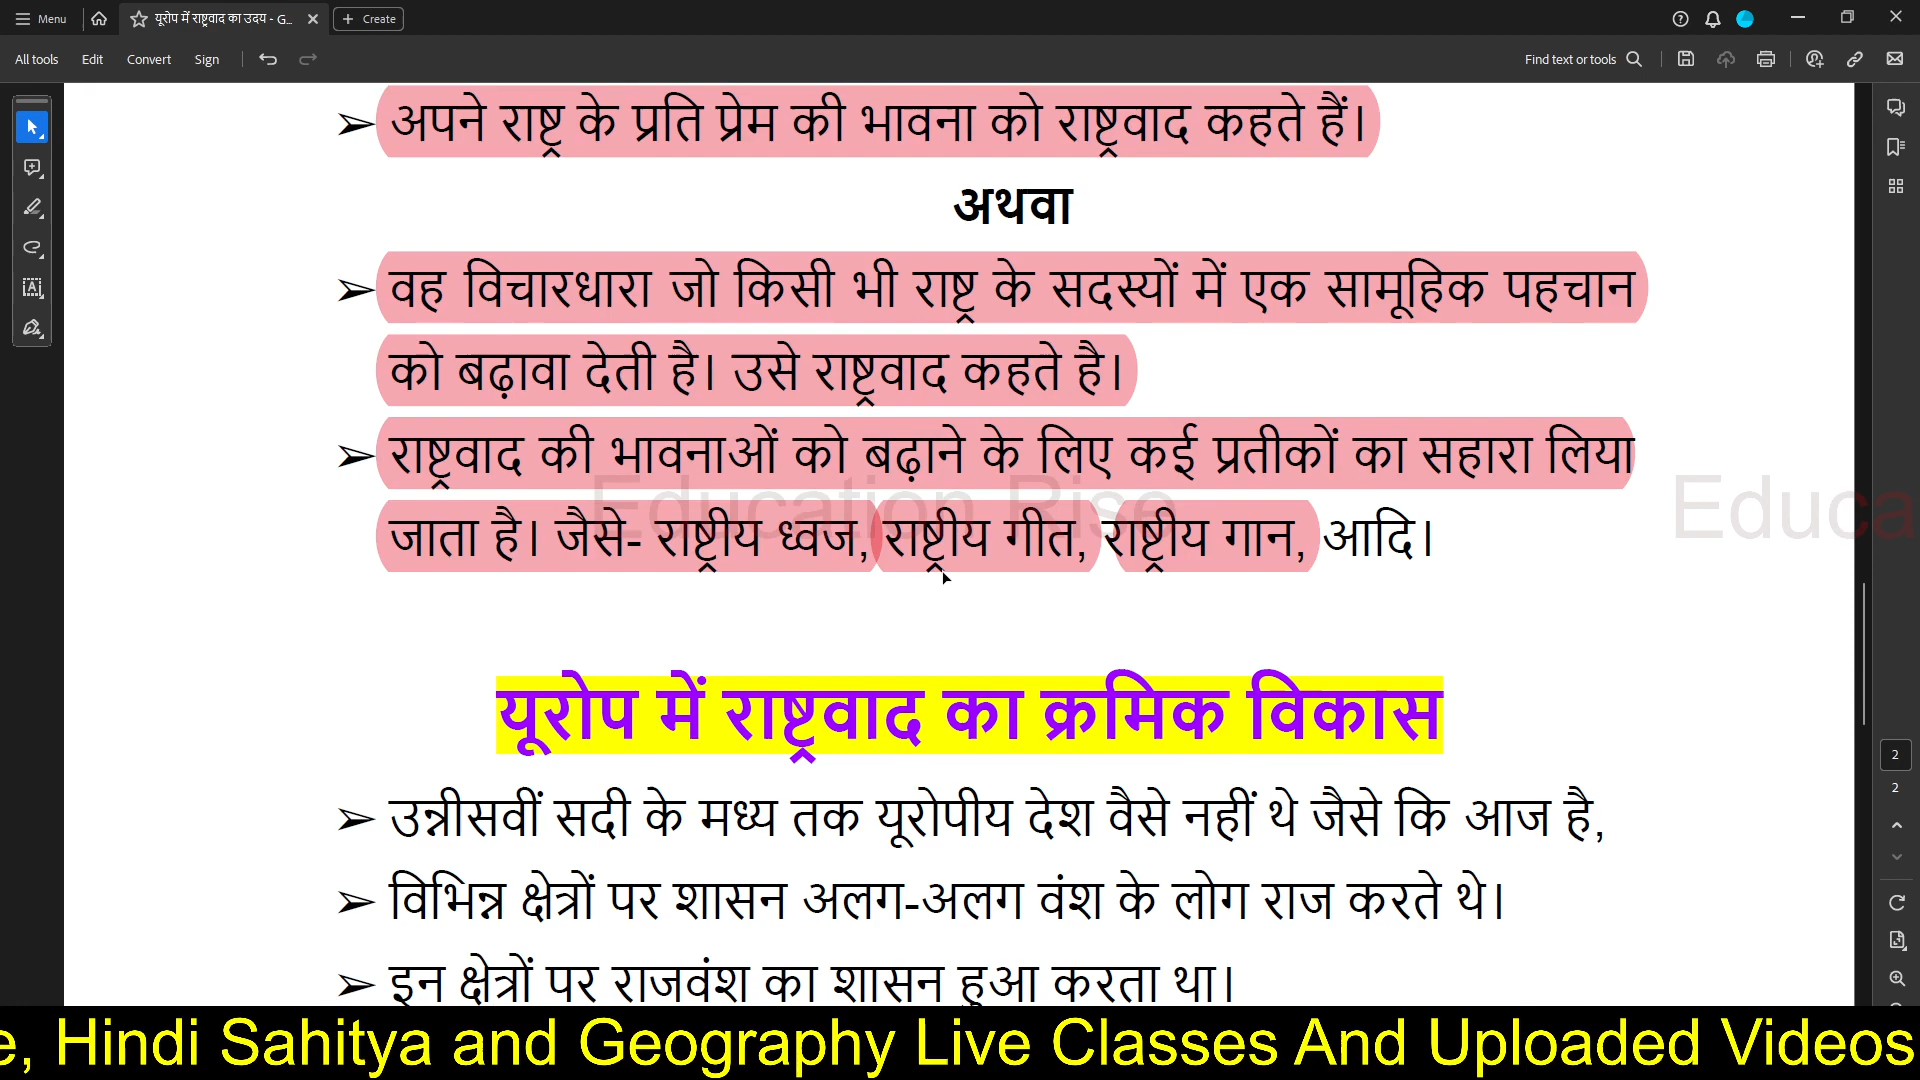 Menu
यूरोप में राष्ट्रवाद का उदय - G...
Create
All tools
Edit
Convert
Sign
Find text or tools
➢ अपने राष्ट्र के प्रति प्रेम की भावना को राष्ट्रवाद कहते हैं।
अथवा
➢ वह विचारधारा जो किसी भी राष्ट्र के सदस्यों में एक सामूहिक पहचान
को बढ़ावा देती है। उसे राष्ट्रवाद कहते है।
➢ राष्ट्रवाद की भावनाओं को बढ़ाने के लिए कई प्रतीकों का सहारा लिया
जाता है। जैसे- राष्ट्रीय ध्वज, राष्ट्रीय गीत, राष्ट्रीय गान, आदि।
Education Rise
Educa
यूरोप में राष्ट्रवाद का क्रमिक विकास
➢ उन्नीसवीं सदी के मध्य तक यूरोपीय देश वैसे नहीं थे जैसे कि आज है,
➢ विभिन्न क्षेत्रों पर शासन अलग-अलग वंश के लोग राज करते थे।
➢ इन क्षेत्रों पर राजवंश का शासन हुआ करता था।
2
2
e, Hindi Sahitya and Geography Live Classes And Uploaded Videos